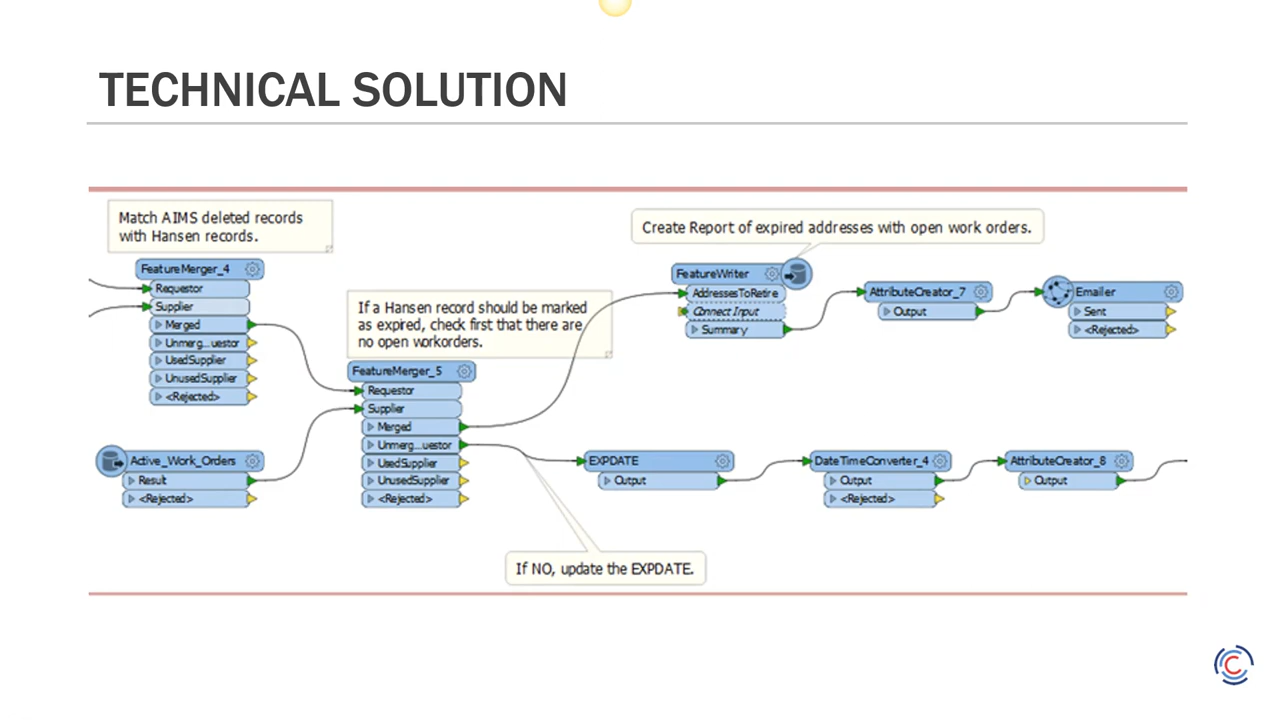 TECHNICAL SOLUTION
Match AIMS deleted records
with Hansen records.
FeatureMerger_4
Requestor
Supplier
Merged
Unmerg...uestor
UsedSupplier
UnusedSupplier
<Rejected>
Active_Work_Orders
Result
<Rejected>
If a Hansen record should be marked
as expired, check first that there are
no open workorders.
FeatureMerger_5
Requestor
Supplier
Merged
Unmerg...uestor
UsedSupplier
UnusedSupplier
<Rejected>
Create Report of expired addresses with open work orders.
FeatureWriter
AddressesToRetire
Connect Input
Summary
AttributeCreator_7
Output
Emailer
Sent
<Rejected>
EXPDATE
Output
DateTimeConverter_4
Output
<Rejected>
AttributeCreator_8
Output
If NO, update the EXPDATE.
C